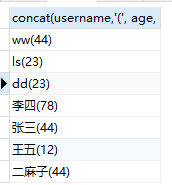 concat(username,'(', age,
ww(44)
ls(23)
dd(23)
李四(78)
张三(44)
王五(12)
二麻子(44)